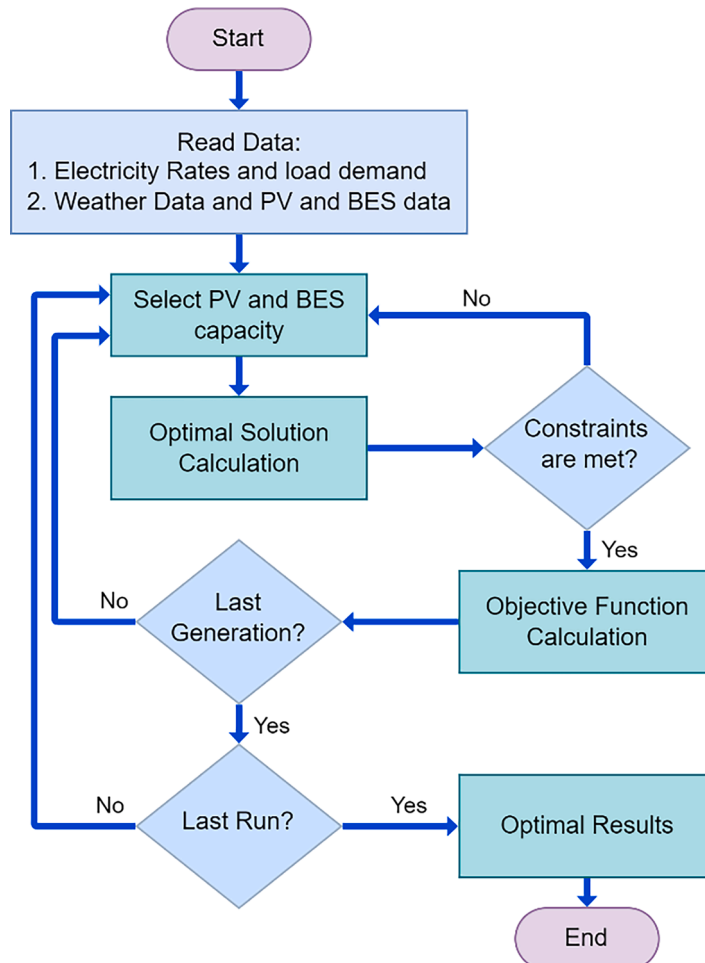 Start
Read Data:
1. Electricity Rates and load demand
2. Weather Data and PV and BES data
Select PV and BES
capacity
No
Optimal Solution
Calculation
Constraints
are met?
Yes
Objective Function
Calculation
Last
Generation?
No
Yes
Last Run?
No
Yes
Optimal Results
End